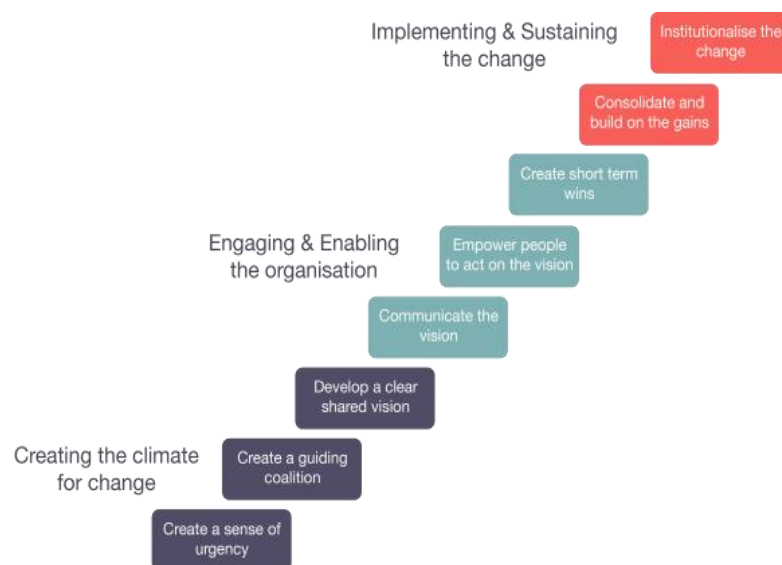 Implementing & Sustaining
the change
Institutionalise the
change
Consolidate and
build on the gains
Create short term
wins
Engaging & Enabling
the organisation
Empower people
to act on the vision
Communicate the
vision
Develop a clear
shared vision
Creating the climate
for change
Create a guiding
coalition
Create a sense of
urgency